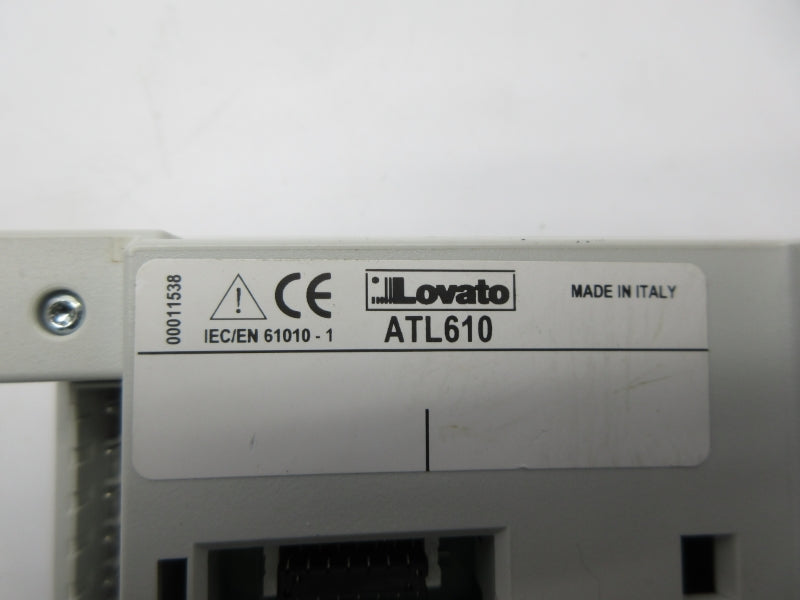 00011538
CE
Lovato
MADE IN ITALY
IEC/EN 61010 - 1
ATL610